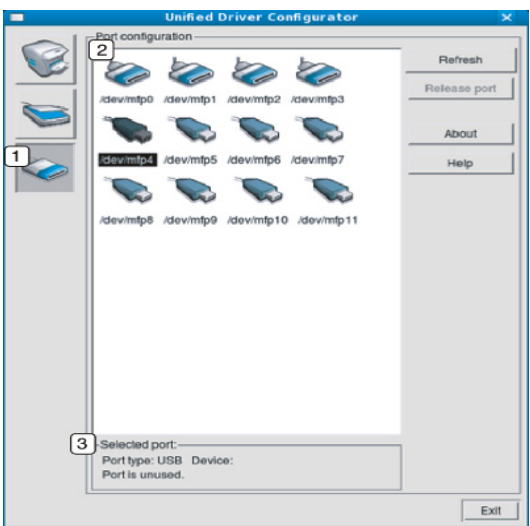 Unified Driver Configurator
Port configuration
2
Refresh
/dev/mfp0 /dev/mfp1 /dev/mfp2 /dev/mfp3
Release port
About
1
/dev/mfp4 /dev/mfp5 /dev/mfp6 /dev/mfp7
Help
/dev/mfp8 /dev/mfp9 /dev/mfp10 /dev/mfp11
3
Selected port:
Port type: USB Device:
Port is unused.
Exit